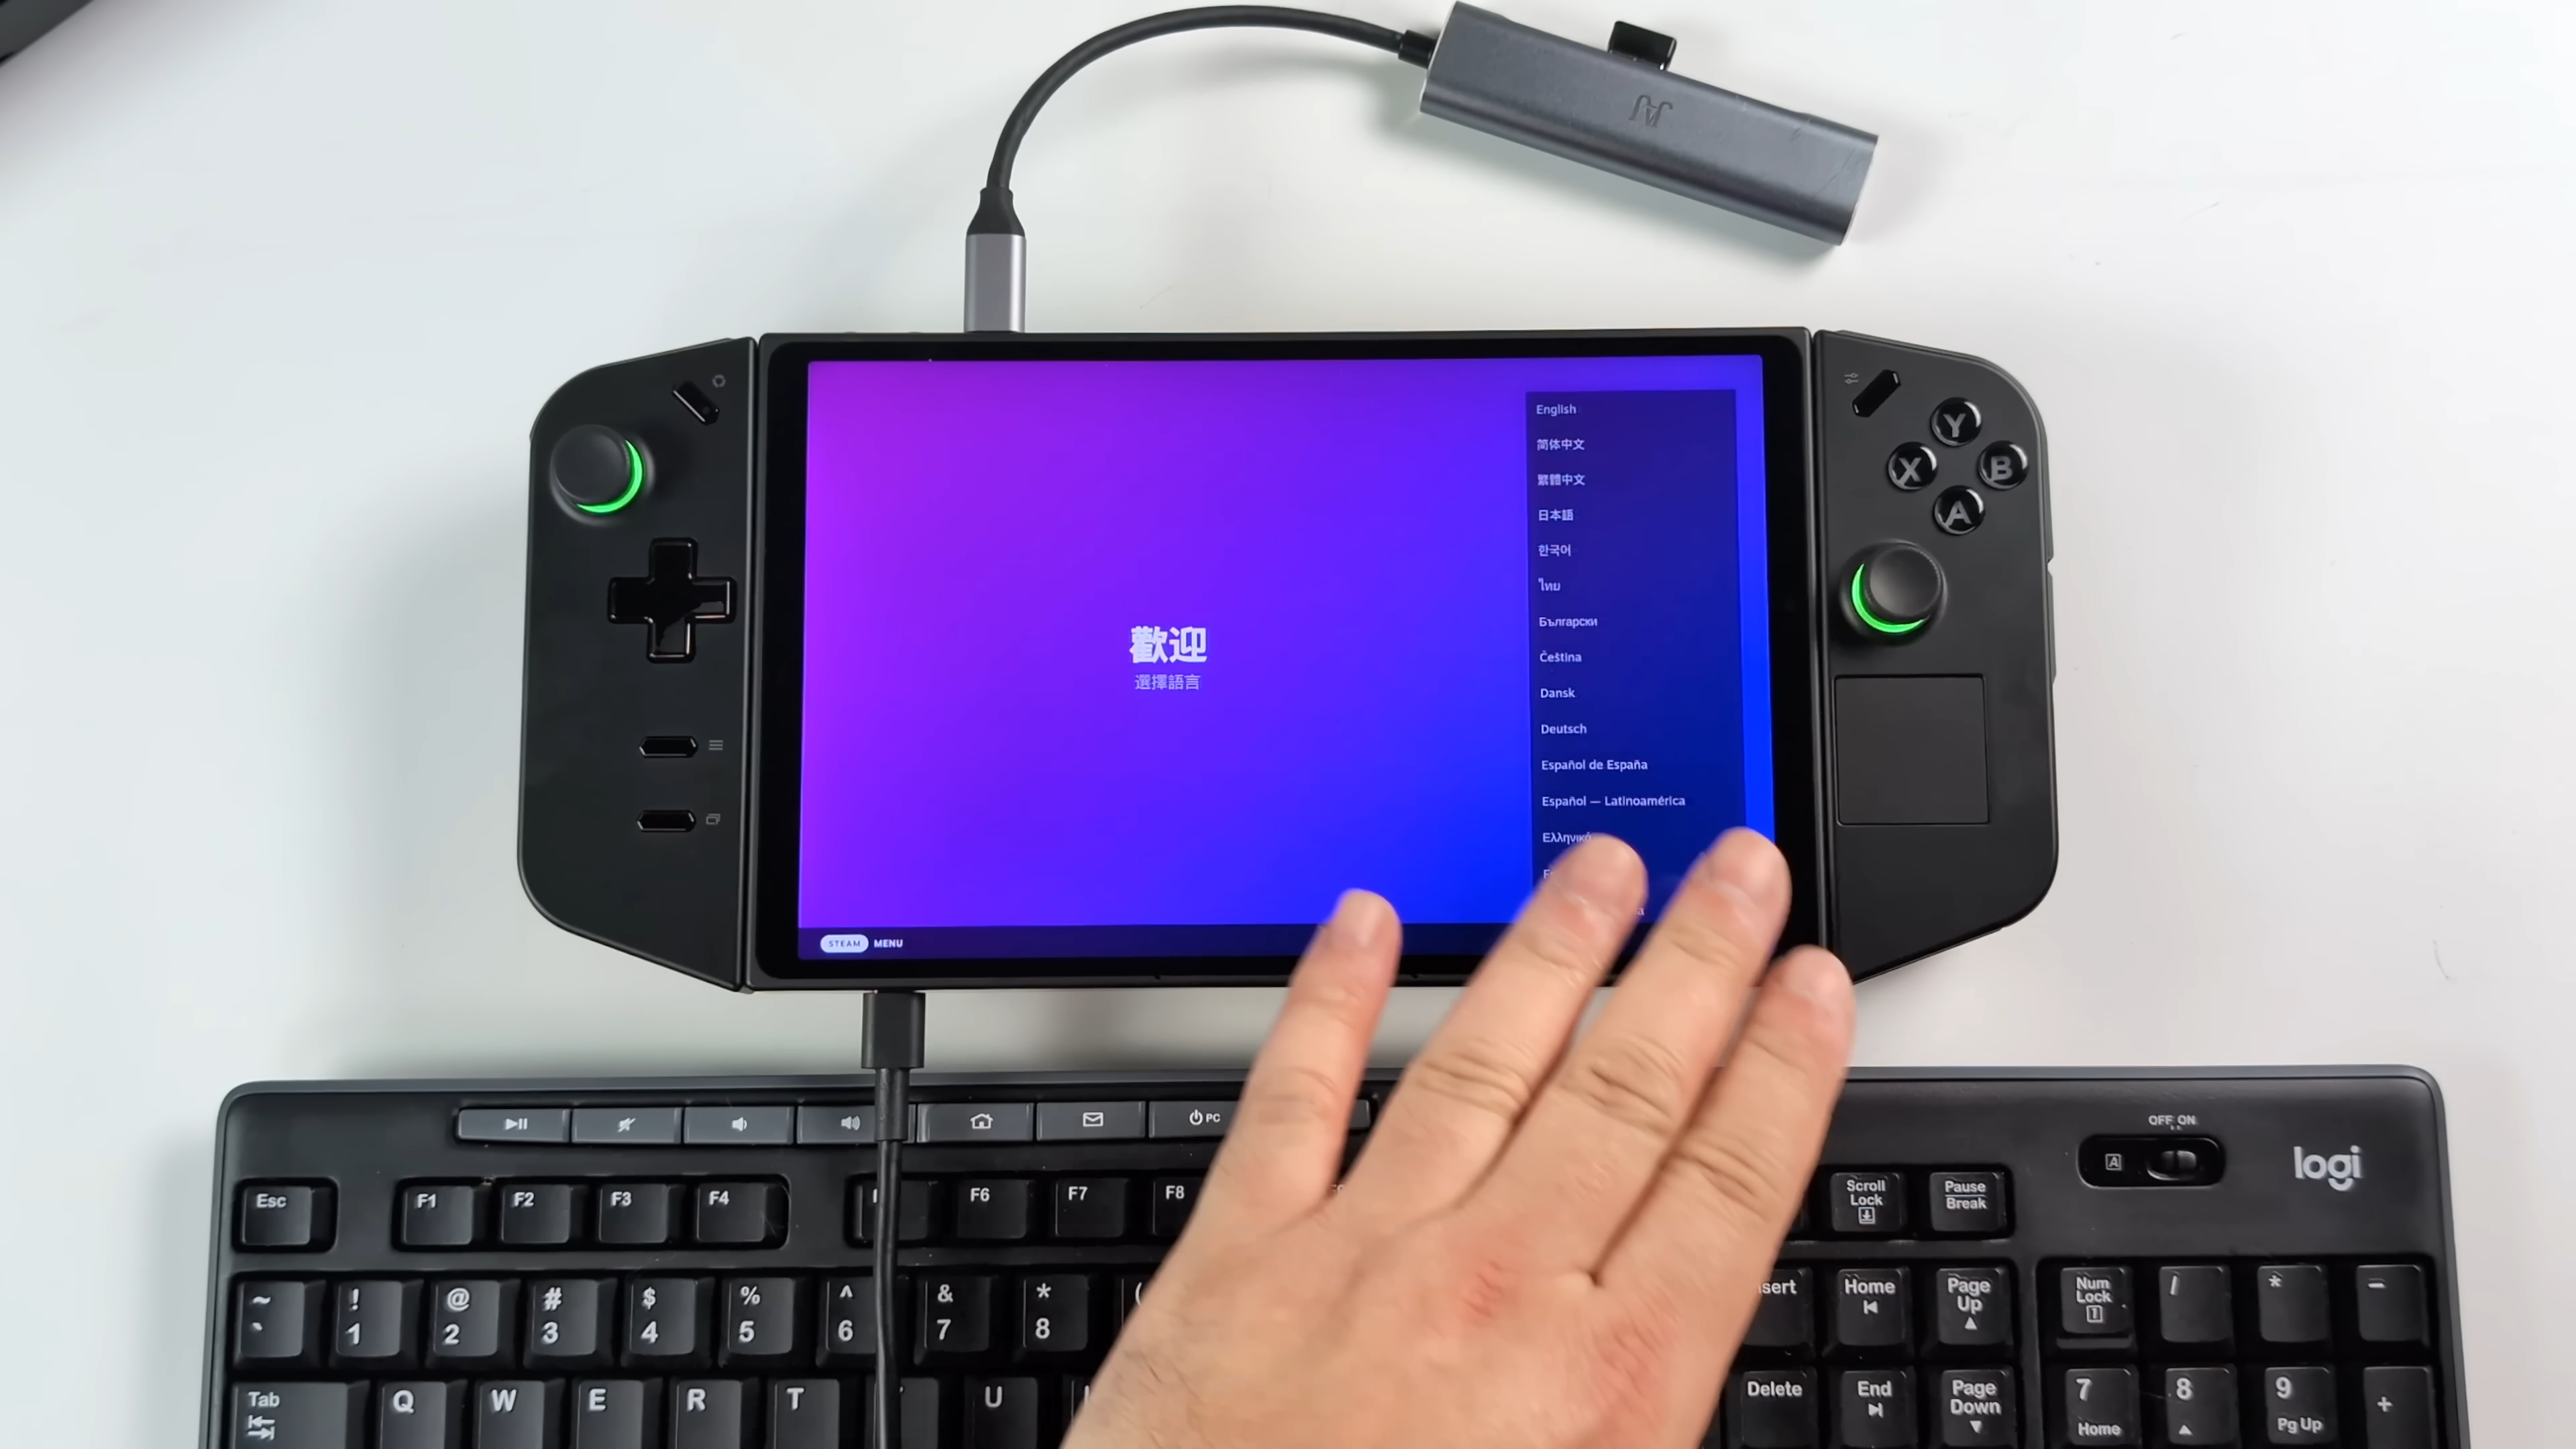 Y
X
B
A
English
简体中文
繁體中文
日本語
한국어
ไทย
Български
Čeština
Dansk
Deutsch
Español de España
Español — Latinoamérica
歡迎
選擇語言
STEAM MENU
PC
OFF ON
A
logi
Esc
F1
F2
F3
F4
F6
F7
F8
Scroll Lock
Pause Break
~ `
! 1
@ 2
# 3
$ 4
% 5
^ 6
& 7
* 8
(
Home
Page Up
Num Lock
1
/
*
-
Tab
Q
W
E
R
T
U
Delete
End
Page Down
7 Home
8
9 Pg Up
+